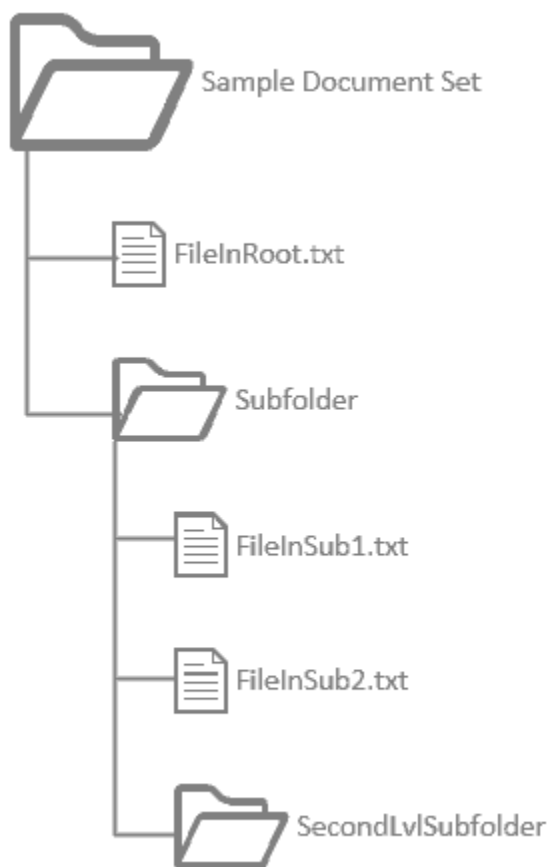 Sample Document Set
FileInRoot.txt
Subfolder
FileInSub1.txt
FileInSub2.txt
SecondLvlSubfolder